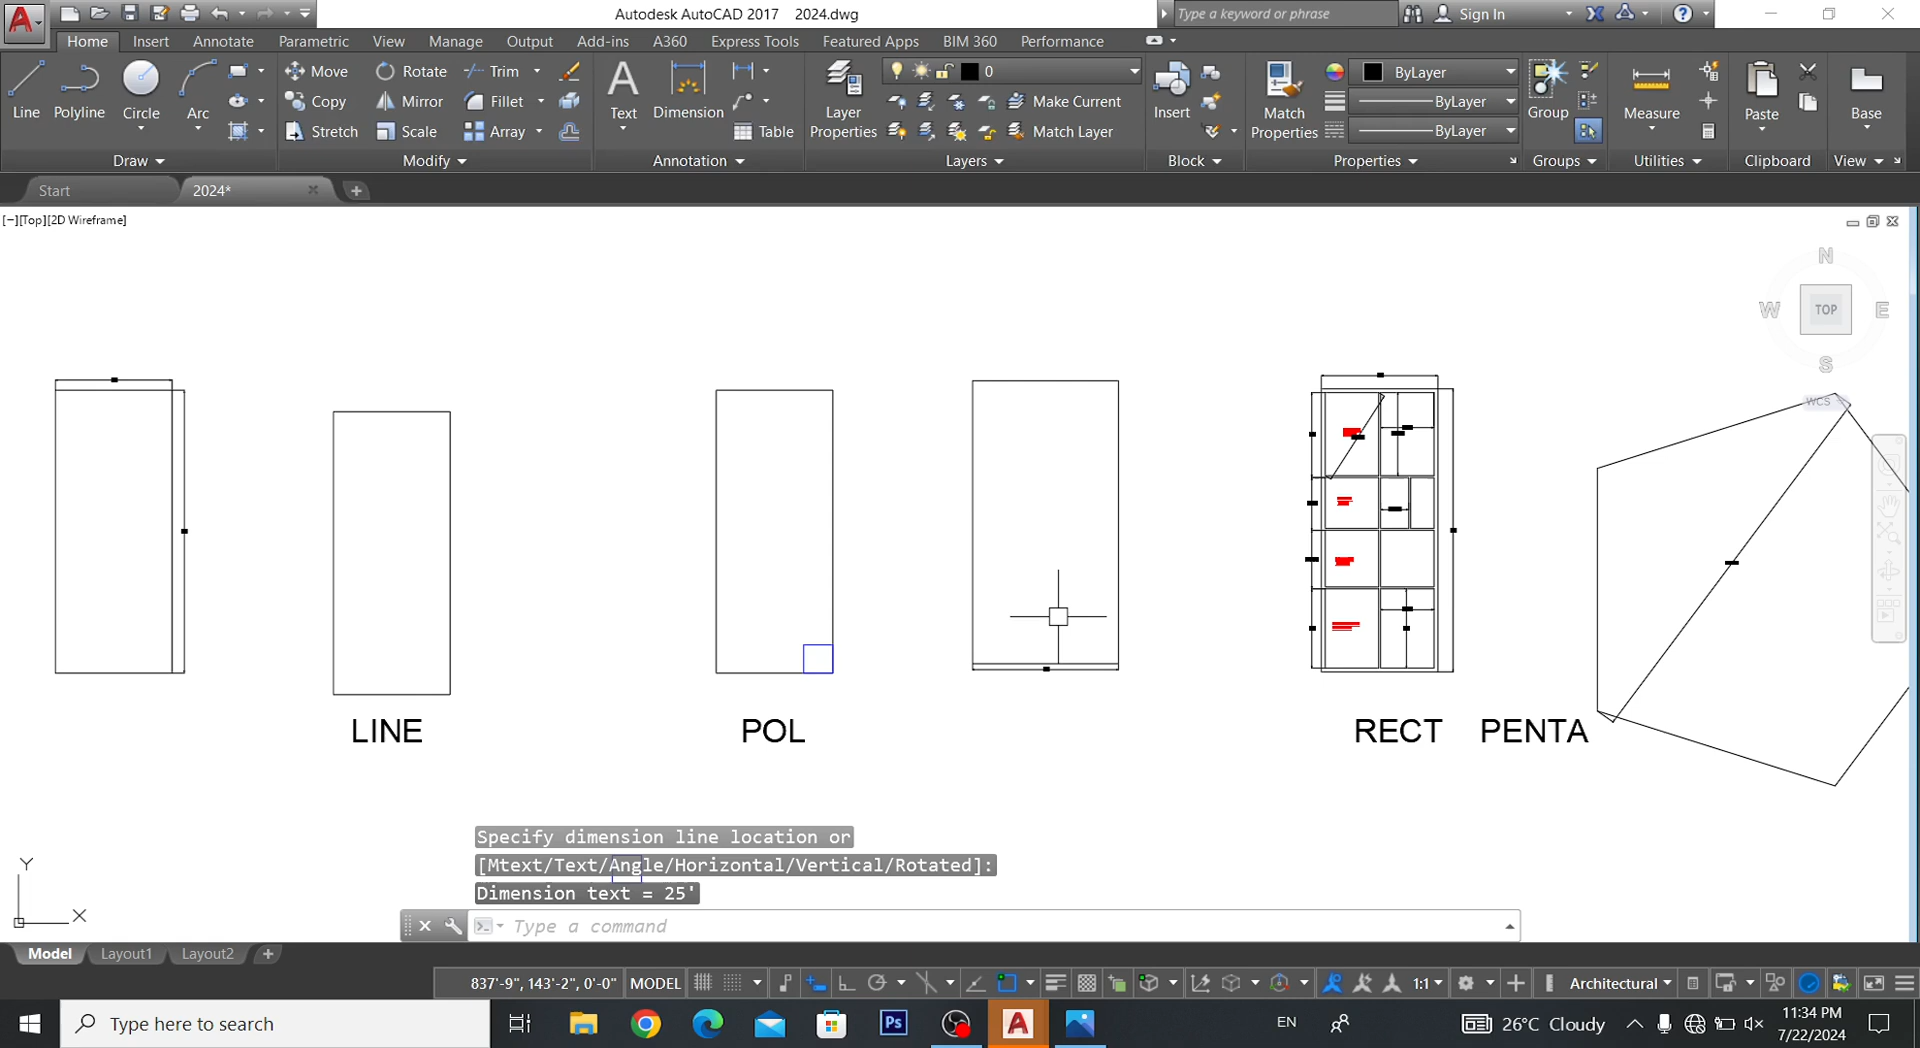 Autodesk AutoCAD 2017 2024.dwg
Type a keyword or phrase
Sign In
Home Insert Annotate Parametric View Manage Output Add-ins A360 Express Tools Featured Apps BIM 360 Performance
Line Polyline Circle Arc
Move Rotate Trim
Copy Mirror Fillet
Stretch Scale Array
Text Dimension Table
Layer Properties
0
Make Current
Match Layer
Insert
Match Properties
ByLayer
ByLayer
ByLayer
Group
Measure
Paste
Base
Draw Modify Annotation Layers Block Properties Groups Utilities Clipboard View
Start 2024*
[−][Top][2D Wireframe]
N
W TOP E
S
WCS
LINE POL RECT PENTA
Specify dimension line location or
[Mtext/Text/Angle/Horizontal/Vertical/Rotated]:
Dimension text = 25'
Type a command
Y
X
Model Layout1 Layout2
837'-9", 143'-2", 0'-0" MODEL 1:1 Architectural
Type here to search
Ps
EN
26°C Cloudy
11:34 PM
7/22/2024